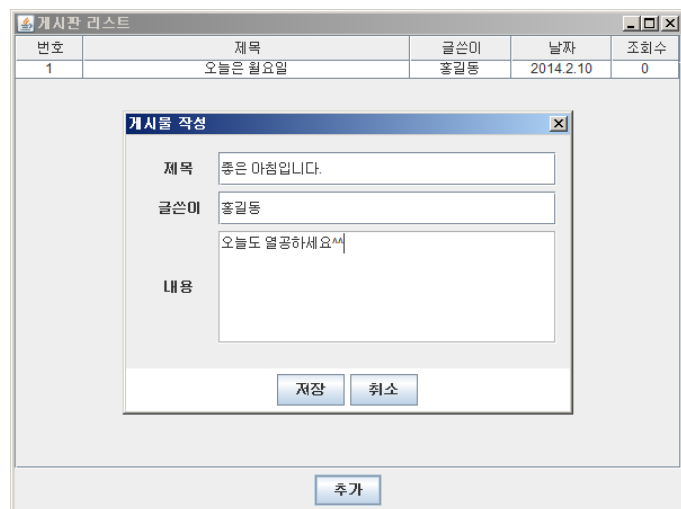 게시판 리스트
번호 제목 글쓴이 날짜 조회수
1 오늘은 월요일 홍길동 2014.2.10 0
게시물 작성
제목 좋은 아침입니다.
글쓴이 홍길동
내용 오늘도 열공하세요^^
저장 취소
추가